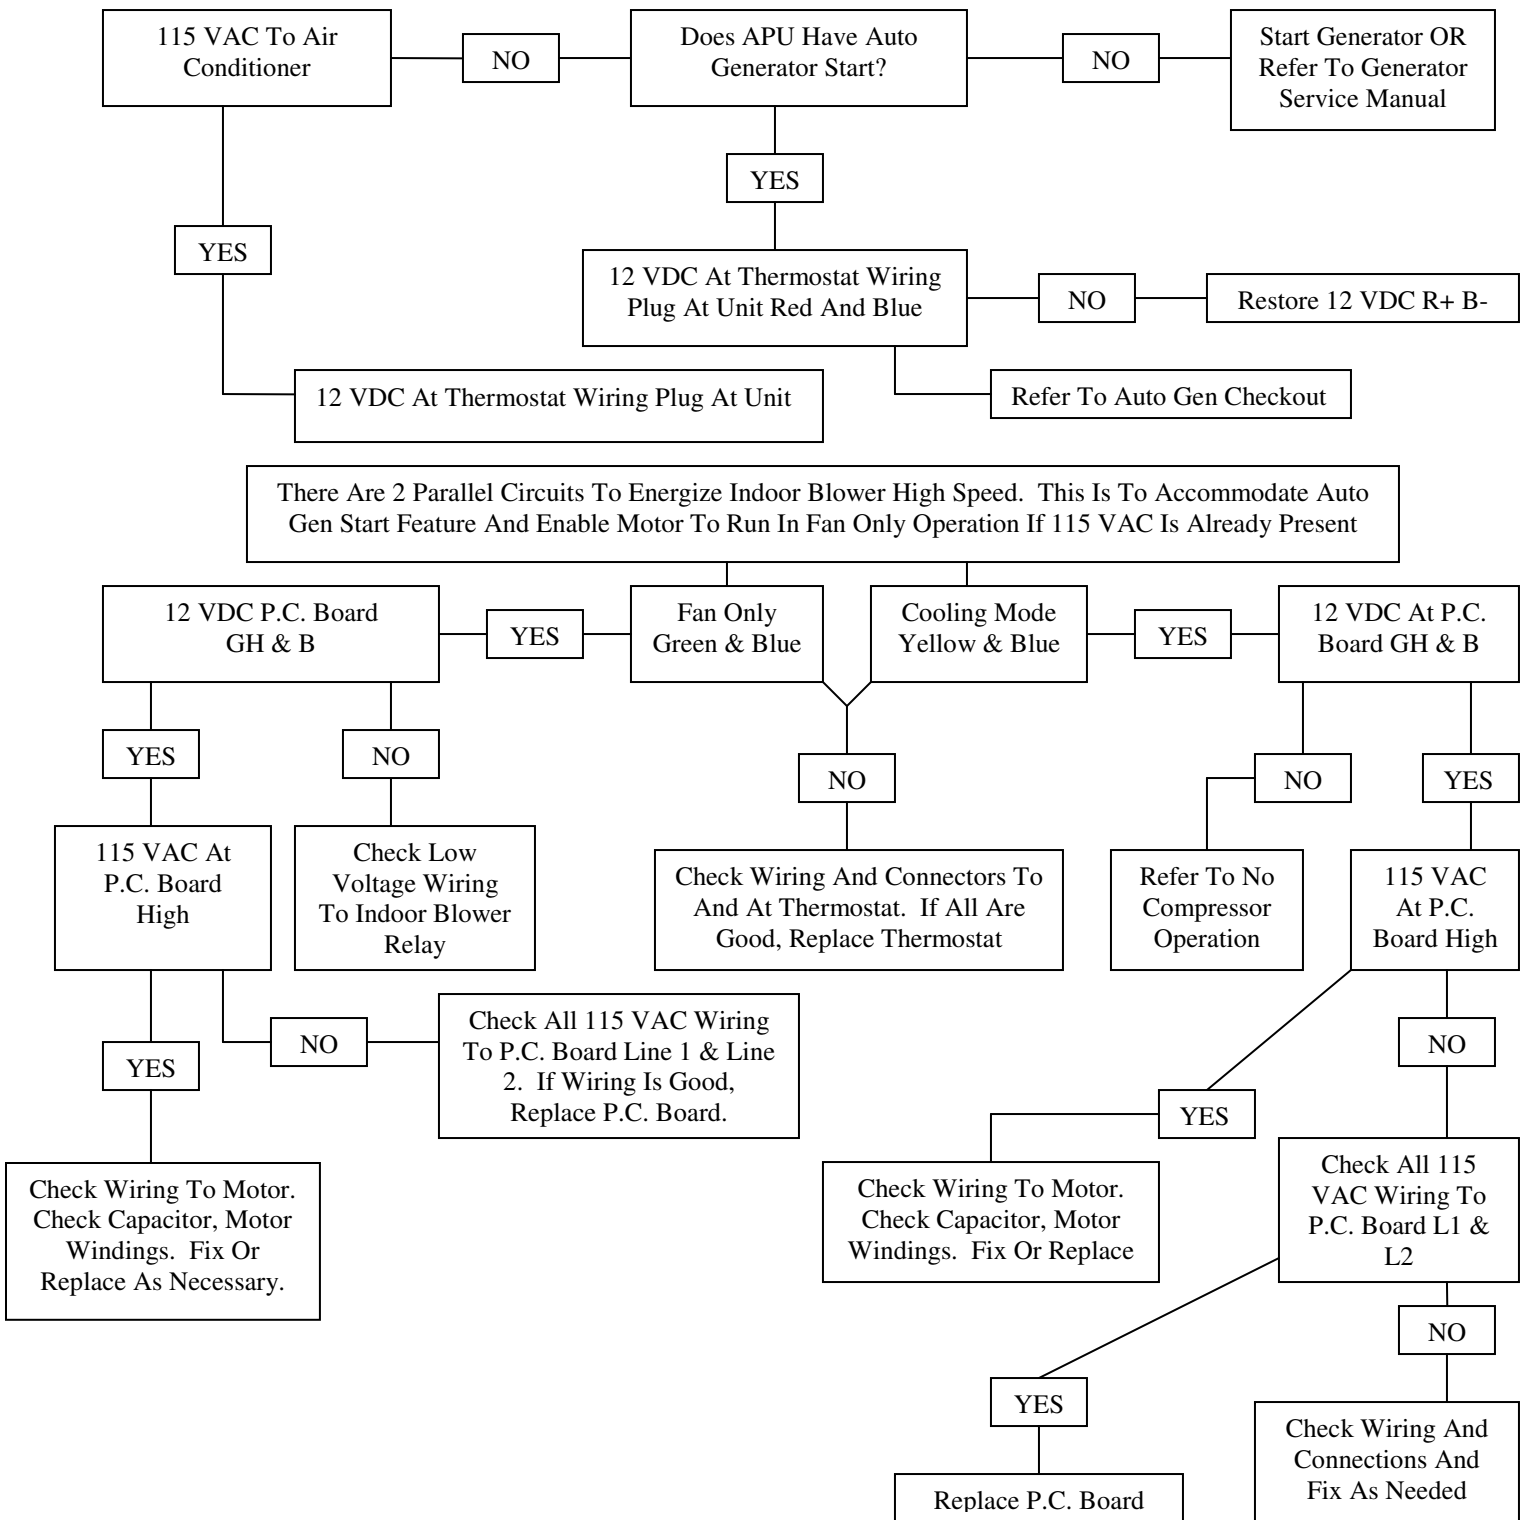 115 VAC To Air
Conditioner
NO
Does APU Have Auto
Generator Start?
NO
Start Generator OR
Refer To Generator
Service Manual
YES
YES
12 VDC At Thermostat Wiring
Plug At Unit Red And Blue
NO
Restore 12 VDC R+ B-
12 VDC At Thermostat Wiring Plug At Unit
Refer To Auto Gen Checkout
There Are 2 Parallel Circuits To Energize Indoor Blower High Speed.  This Is To Accommodate Auto
Gen Start Feature And Enable Motor To Run In Fan Only Operation If 115 VAC Is Already Present
12 VDC P.C. Board
GH & B
YES
Fan Only
Green & Blue
Cooling Mode
Yellow & Blue
YES
12 VDC At P.C.
Board GH & B
YES
NO
NO
NO
YES
115 VAC At
P.C. Board
High
Check Low
Voltage Wiring
To Indoor Blower
Relay
Check Wiring And Connectors To
And At Thermostat.  If All Are
Good, Replace Thermostat
Refer To No
Compressor
Operation
115 VAC
At P.C.
Board High
YES
NO
Check All 115 VAC Wiring
To P.C. Board Line 1 & Line
2.  If Wiring Is Good,
Replace P.C. Board.
NO
YES
Check Wiring To Motor.
Check Capacitor, Motor
Windings.  Fix Or
Replace As Necessary.
Check Wiring To Motor.
Check Capacitor, Motor
Windings.  Fix Or Replace
Check All 115
VAC Wiring To
P.C. Board L1 &
L2
NO
YES
Replace P.C. Board
Check Wiring And
Connections And
Fix As Needed